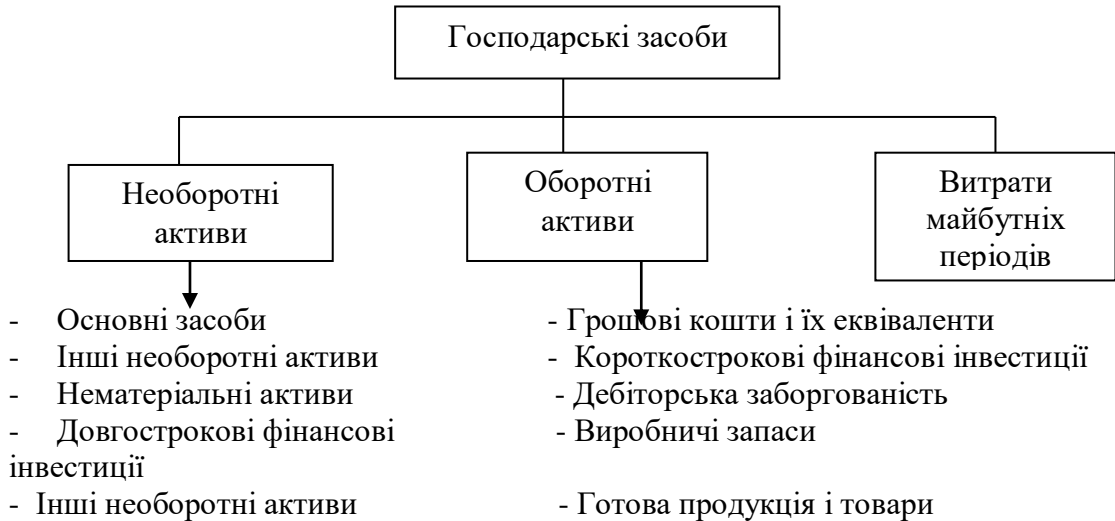 Господарські засоби
Необоротні
активи
Оборотні
активи
Витрати
майбутніх
періодів
- Основні засоби
- Інші необоротні активи
- Нематеріальні активи
- Довгострокові фінансові
інвестиції
- Інші необоротні активи
- Грошові кошти і їх еквіваленти
- Короткострокові фінансові інвестиції
- Дебіторська заборгованість
- Виробничі запаси
- Готова продукція і товари